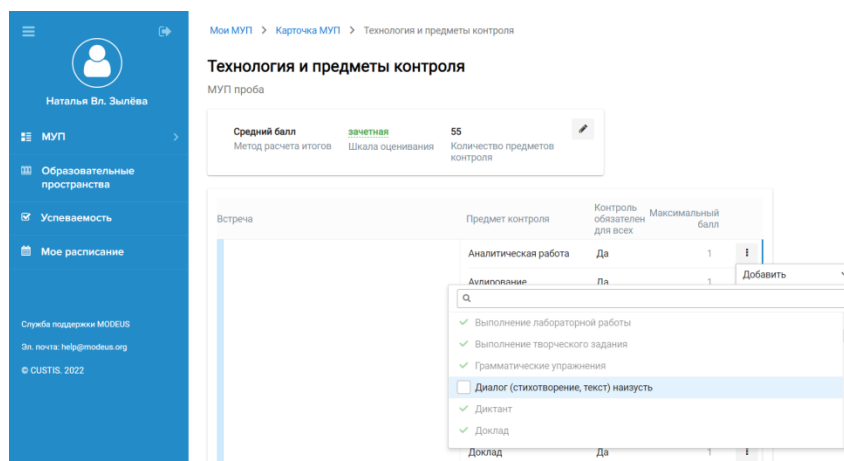 Мои МУП > Карточка МУП > Технология и предметы контроля
Технология и предметы контроля
МУП проба
Наталья Вл. Зылёва
МУП
Образовательные
пространства
Успеваемость
Мое расписание
Служба поддержки MODEUS
Эл. почта: help@modeus.org
© CUSTIS. 2022
Средний балл
Метод расчета итогов
зачетная
Шкала оценивания
55
Количество предметов
контроля
Встреча
Предмет контроля
Контроль
обязателен
для всех
Максимальный
балл
Аналитическая работа Да 1
Аудирование Да 1
Добавить
Выполнение лабораторной работы
Выполнение творческого задания
Грамматические упражнения
Диалог (стихотворение, текст) наизусть
Диктант
Доклад
Доклад Да 1